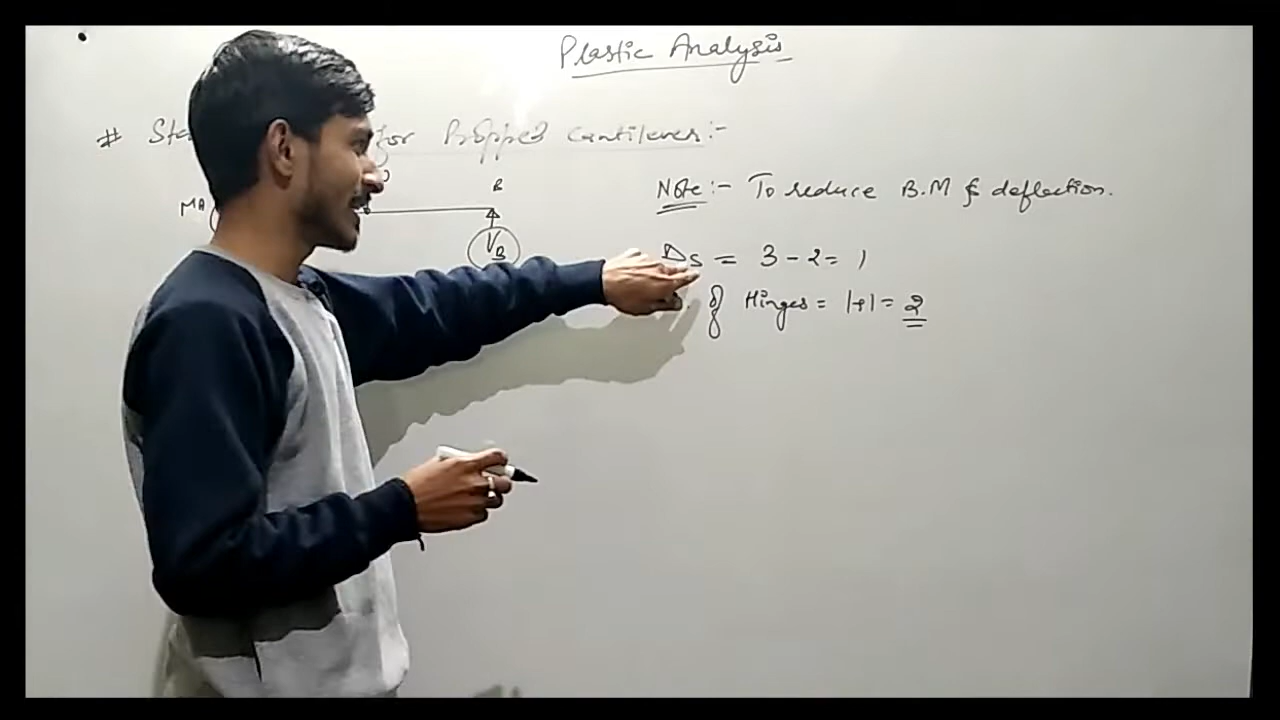 Plastic Analysis
# for Propped Cantilever:-
B
Note:- To reduce B.M & deflection.
MA
VB
Ds = 3 - 2 = 1
of Hinges = 1+1 = 2